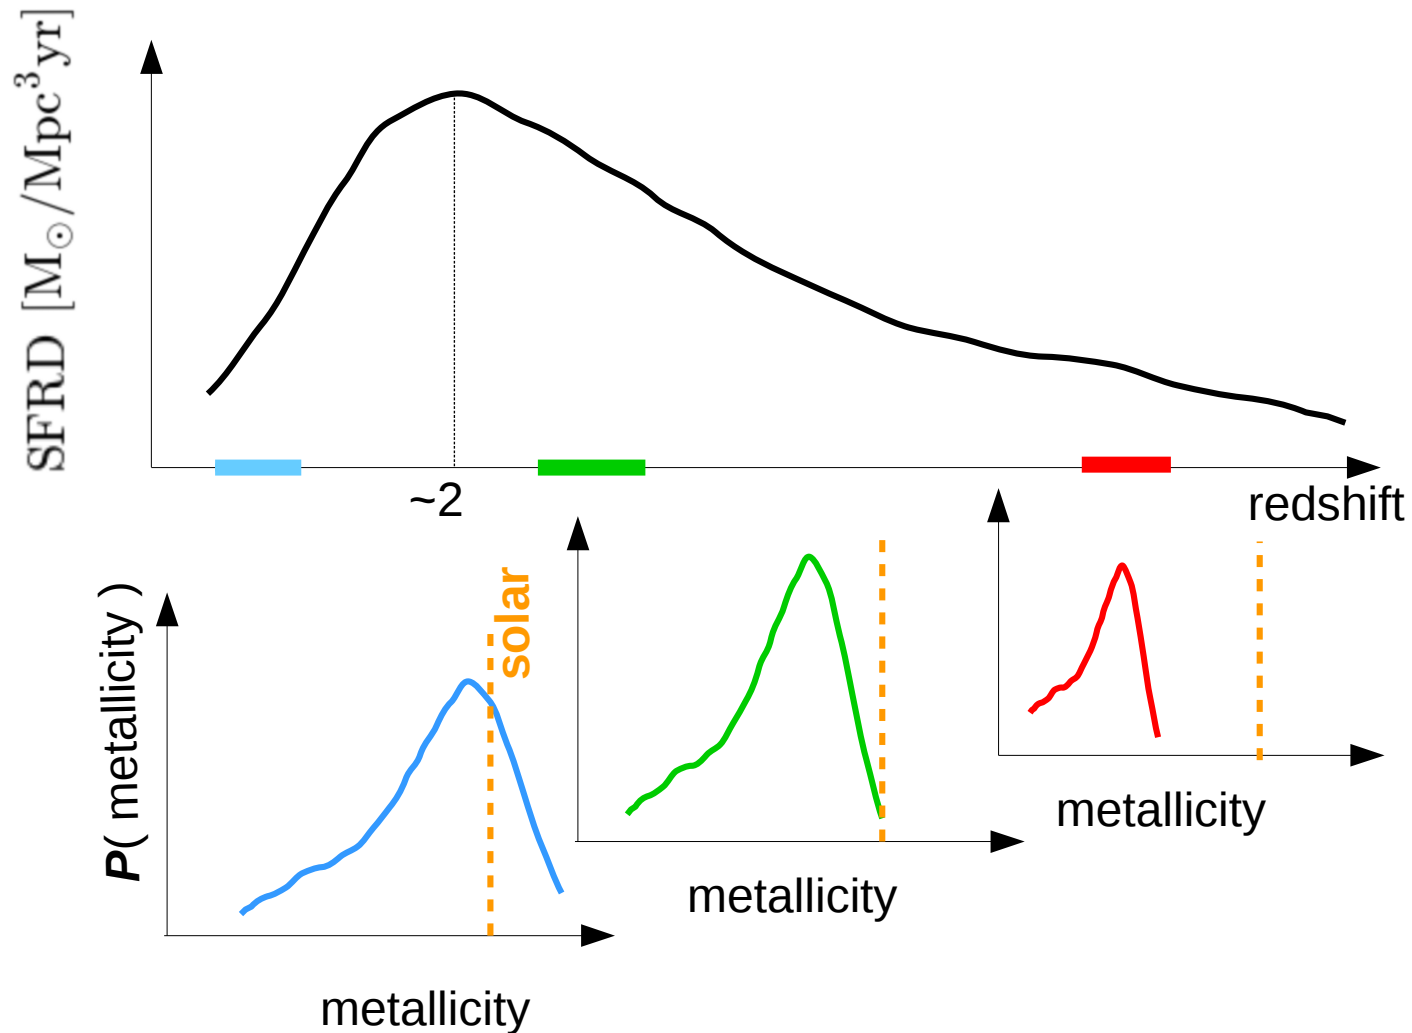 SFRD [M☉/Mpc³yr]
~2
redshift
P( metallicity )
solar
metallicity
metallicity
metallicity